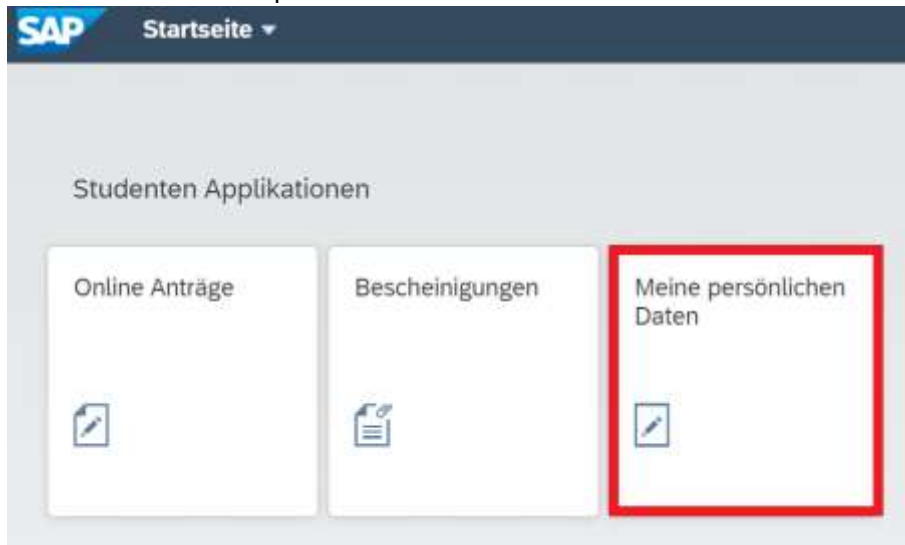 SAP Startseite
Studenten Applikationen
Online Anträge
Bescheinigungen
Meine persönlichen
Daten